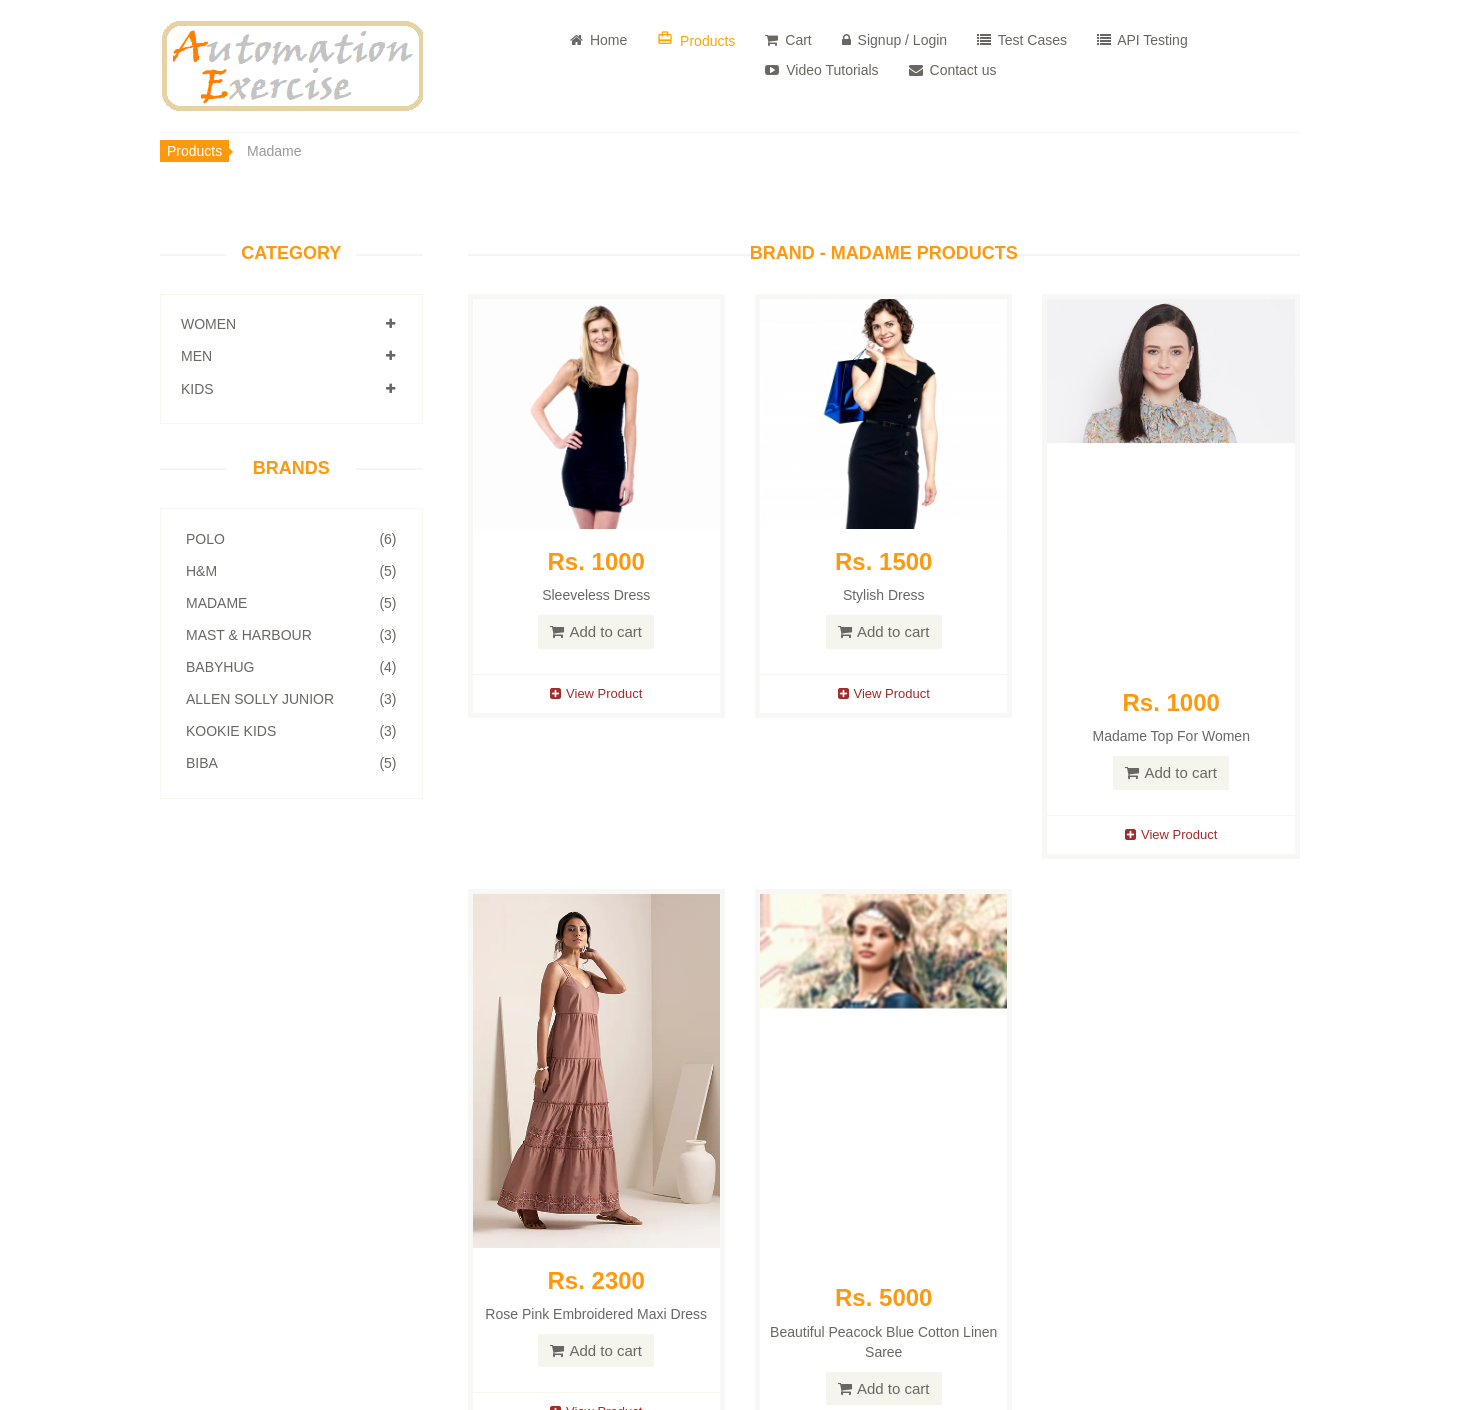 Automation
Exercise
Home
Products
Cart
Signup / Login
Test Cases
API Testing
Video Tutorials
Contact us
Products
Madame
CATEGORY
WOMEN
MEN
KIDS
BRANDS
POLO (6)
H&M (5)
MADAME (5)
MAST & HARBOUR (3)
BABYHUG (4)
ALLEN SOLLY JUNIOR (3)
KOOKIE KIDS (3)
BIBA (5)
BRAND - MADAME PRODUCTS
Rs. 1000
Sleeveless Dress
Add to cart
View Product
Rs. 1500
Stylish Dress
Add to cart
View Product
Rs. 1000
Madame Top For Women
Add to cart
View Product
Rs. 2300
Rose Pink Embroidered Maxi Dress
Add to cart
View Product
Rs. 5000
Beautiful Peacock Blue Cotton Linen
Saree
Add to cart